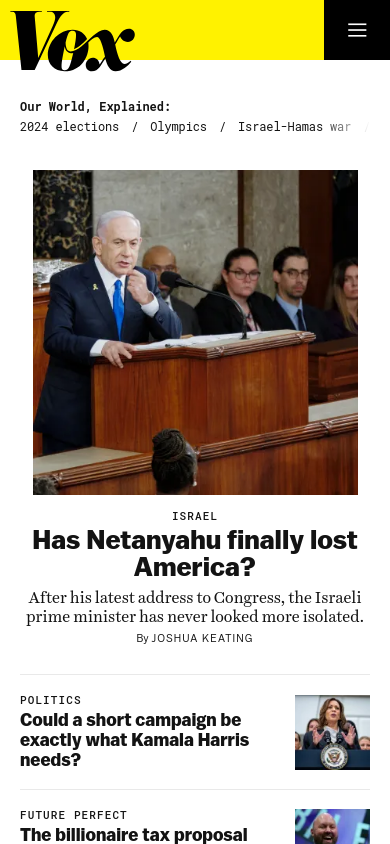 Vox
Our World, Explained:
2024 elections / Olympics / Israel-Hamas war /
ISRAEL
Has Netanyahu finally lost
America?
After his latest address to Congress, the Israeli
prime minister has never looked more isolated.
By JOSHUA KEATING
POLITICS
Could a short campaign be
exactly what Kamala Harris
needs?
FUTURE PERFECT
The billionaire tax proposal